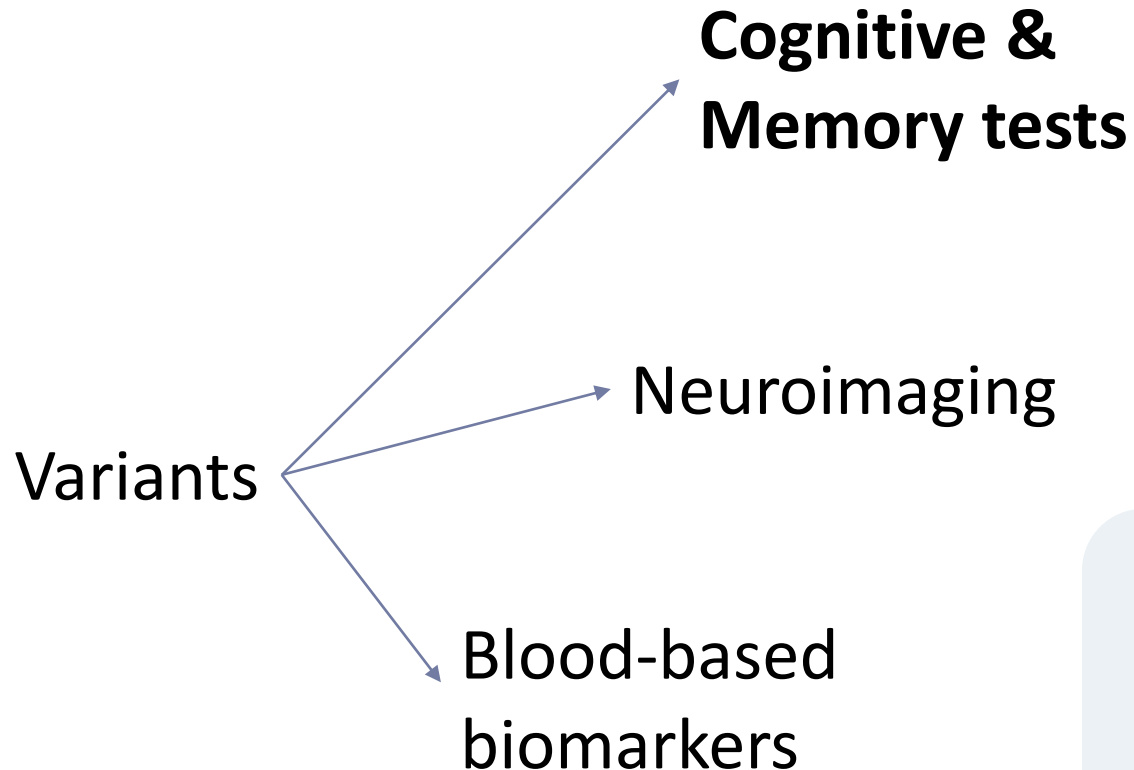 Cognitive &
Memory tests
Neuroimaging
Variants
Blood-based
biomarkers